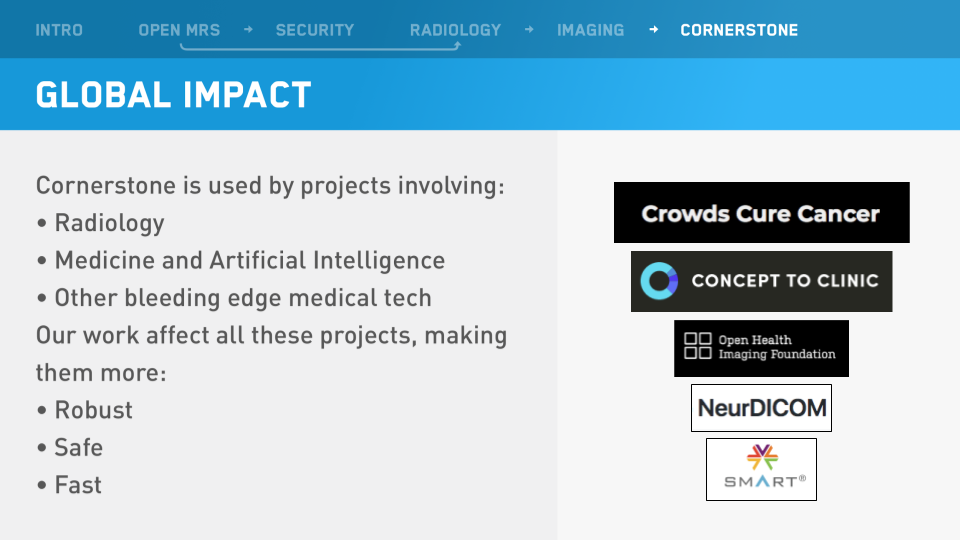 INTRO OPEN MRS → SECURITY RADIOLOGY → IMAGING → CORNERSTONE
GLOBAL IMPACT
Cornerstone is used by projects involving:
• Radiology
• Medicine and Artificial Intelligence
• Other bleeding edge medical tech
Our work affect all these projects, making
them more:
• Robust
• Safe
• Fast
Crowds Cure Cancer
CONCEPT TO CLINIC
Open Health
Imaging Foundation
NeurDICOM
SMART®